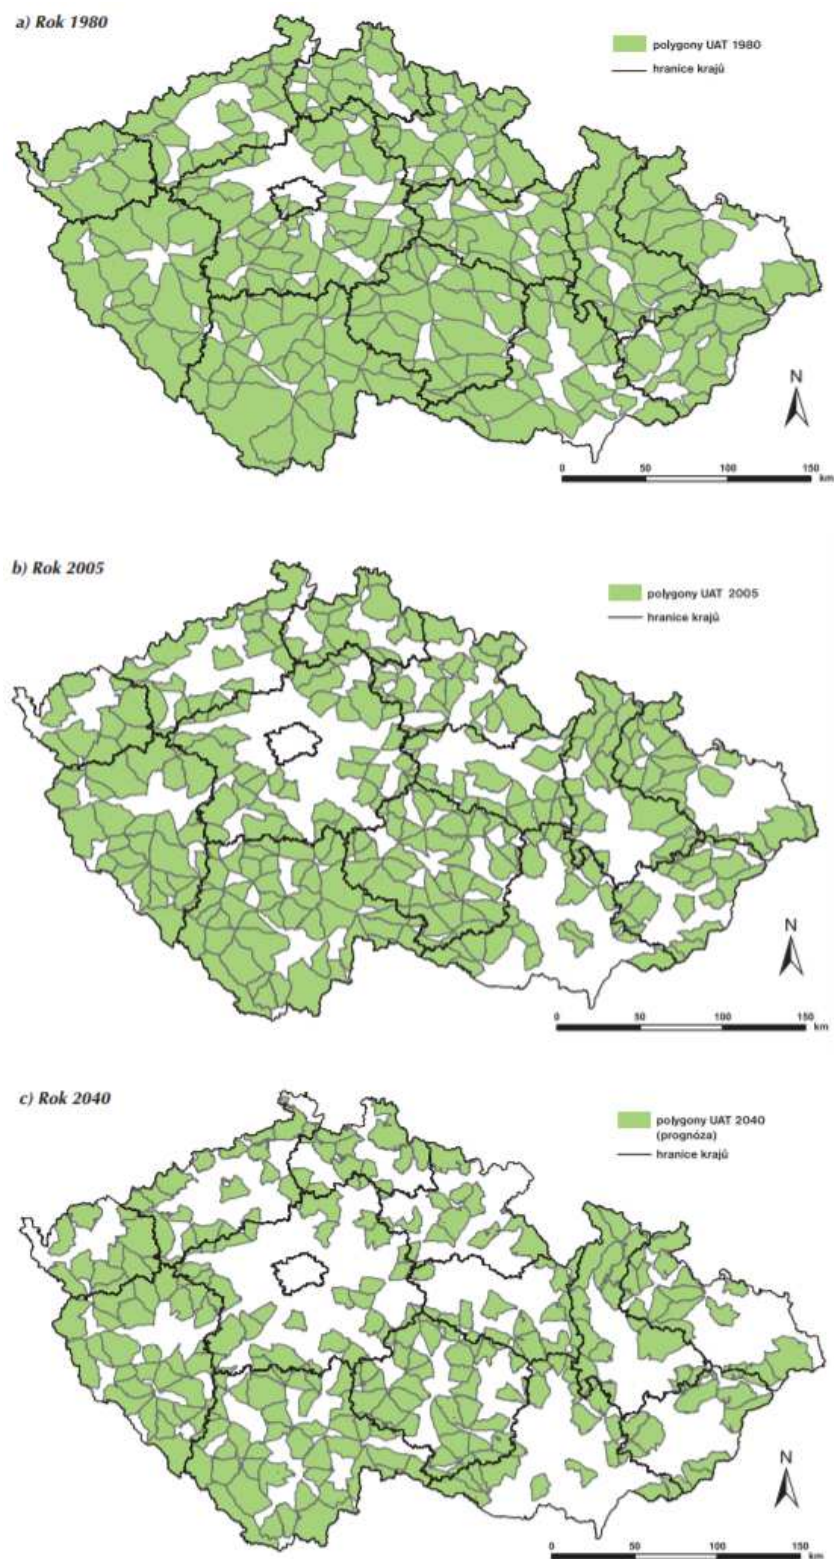 a) Rok 1980
polygony UAT 1980
hranice krajů
N
0 50 100 150
km
b) Rok 2005
polygony UAT 2005
hranice krajů
N
0 50 100 150
km
c) Rok 2040
polygony UAT 2040
(prognóza)
hranice krajů
N
0 50 100 150
km